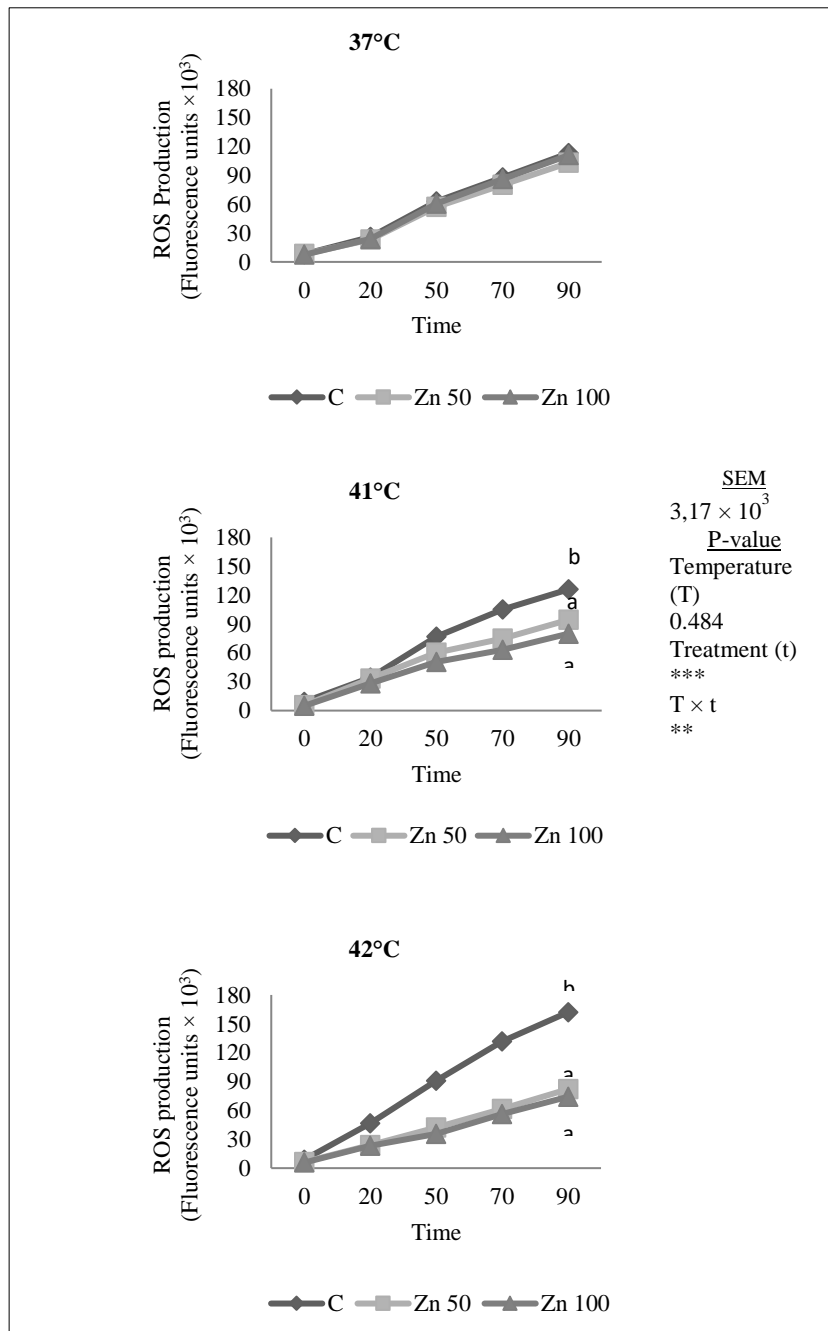 37°C
ROS Production
(Fluorescence units ×10³)
180
150
120
90
60
30
0
0 20 50 70 90
Time
C Zn 50 Zn 100
41°C
ROS production
(Fluorescence units × 10³)
180
150
120
90
60
30
0
b
a
a
0 20 50 70 90
Time
C Zn 50 Zn 100
SEM
3,17 × 10³
P-value
Temperature
(T)
0.484
Treatment (t)
***
T × t
**
42°C
ROS production
(Fluorescence units × 10³)
180
150
120
90
60
30
0
b
a
a
0 20 50 70 90
Time
C Zn 50 Zn 100